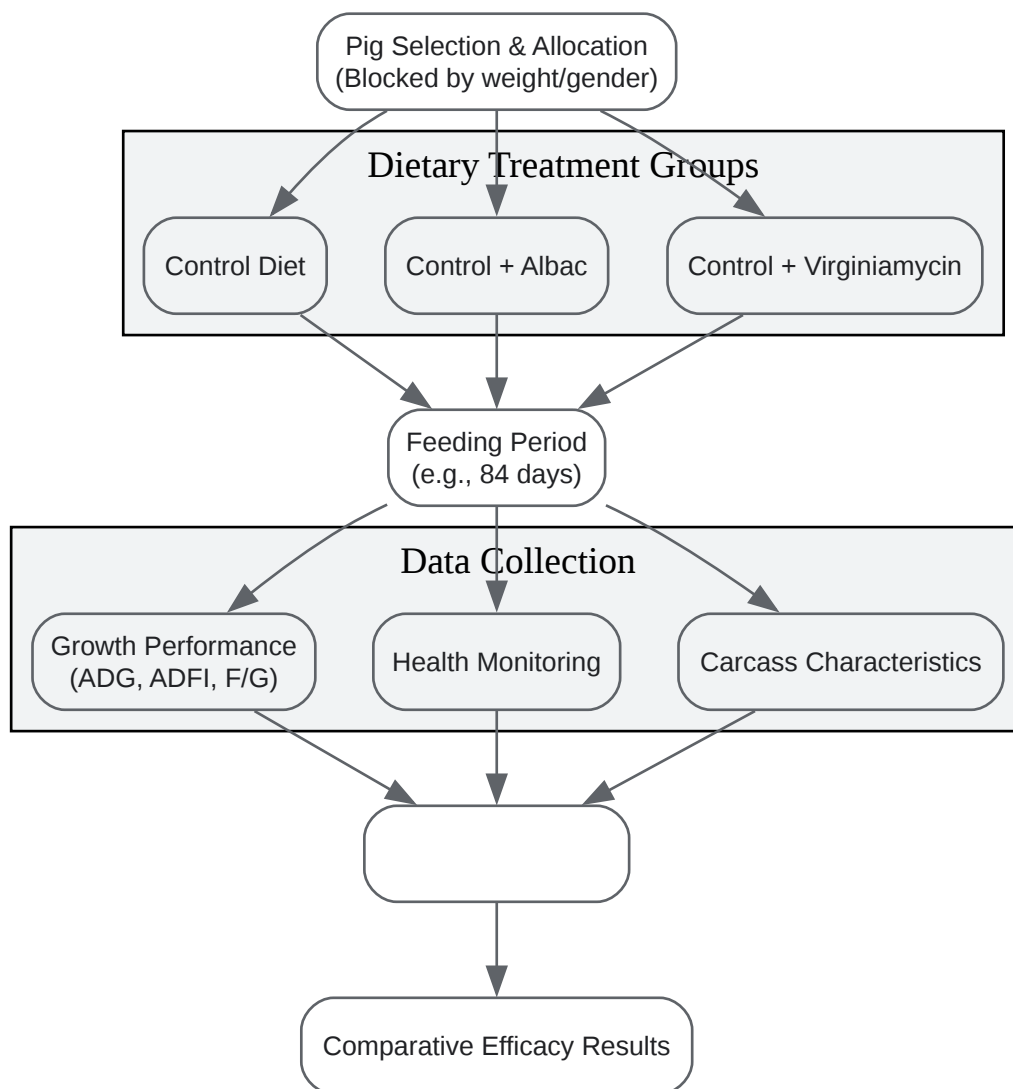 Pig Selection & Allocation
(Blocked by weight/gender)
Dietary Treatment Groups
Control Diet
Control + Albac
Control + Virginiamycin
Feeding Period
(e.g., 84 days)
Data Collection
Growth Performance
(ADG, ADFI, F/G)
Health Monitoring
Carcass Characteristics
Comparative Efficacy Results